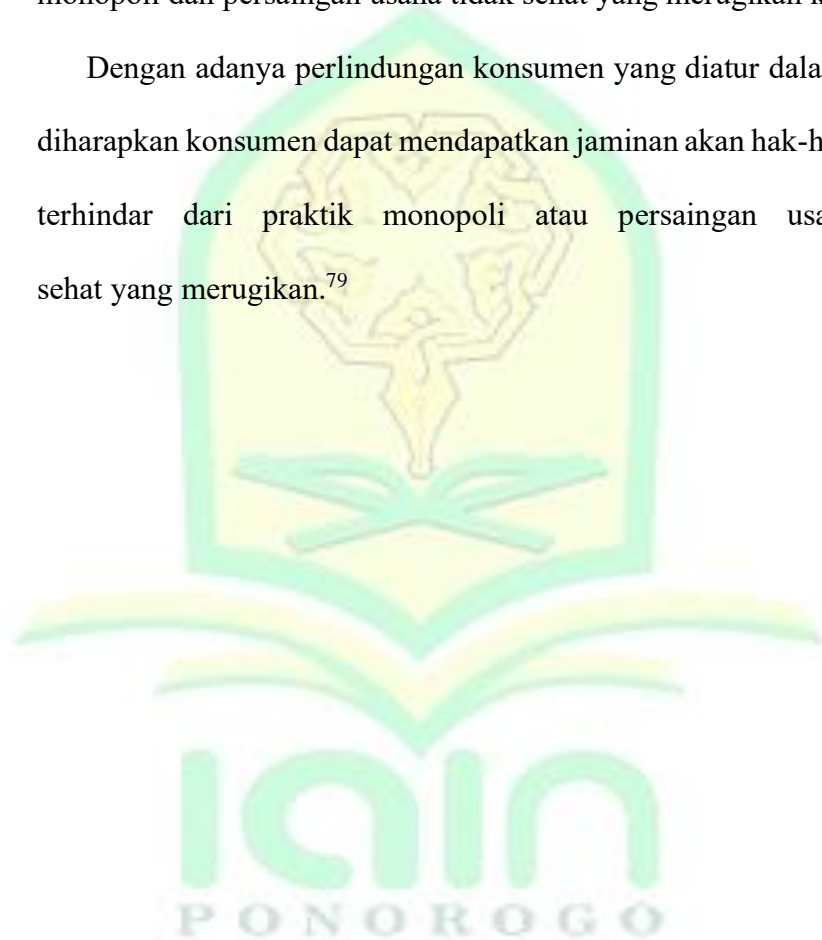 monopoli dan persaingan usaha tidak sehat yang merugikan
Dengan adanya perlindungan konsumen yang diatur
diharapkan konsumen dapat mendapatkan jaminan akan
terhindar dari praktik monopoli atau persaingan
sehat yang merugikan.79
iain
PONOROGO